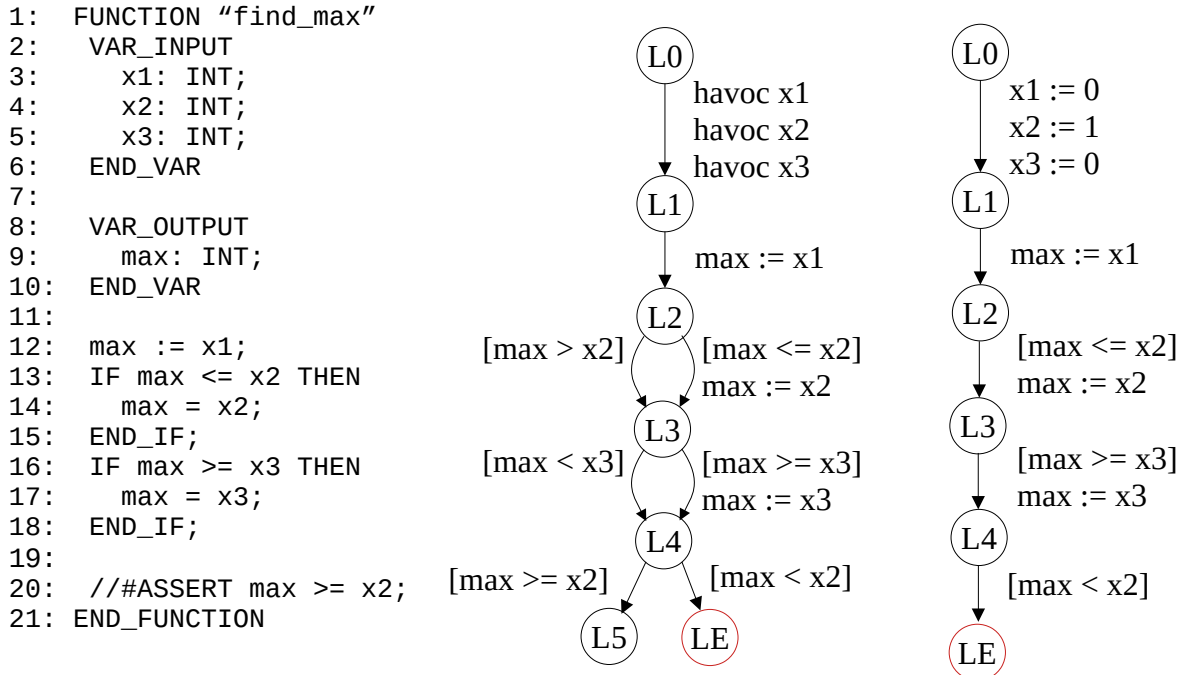 1: FUNCTION “find_max”
2: VAR_INPUT
3: x1: INT;
4: x2: INT;
5: x3: INT;
6: END_VAR
7:
8: VAR_OUTPUT
9: max: INT;
10: END_VAR
11:
12: max := x1;
13: IF max <= x2 THEN
14: max = x2;
15: END_IF;
16: IF max >= x3 THEN
17: max = x3;
18: END_IF;
19:
20: //#ASSERT max >= x2;
21: END_FUNCTION
L0
havoc x1
havoc x2
havoc x3
L1
max := x1
L2
[max > x2]
[max <= x2]
max := x2
L3
[max < x3]
[max >= x3]
max := x3
L4
[max >= x2]
[max < x2]
L5
LE
L0
x1 := 0
x2 := 1
x3 := 0
L1
max := x1
L2
[max <= x2]
max := x2
L3
[max >= x3]
max := x3
L4
[max < x2]
LE